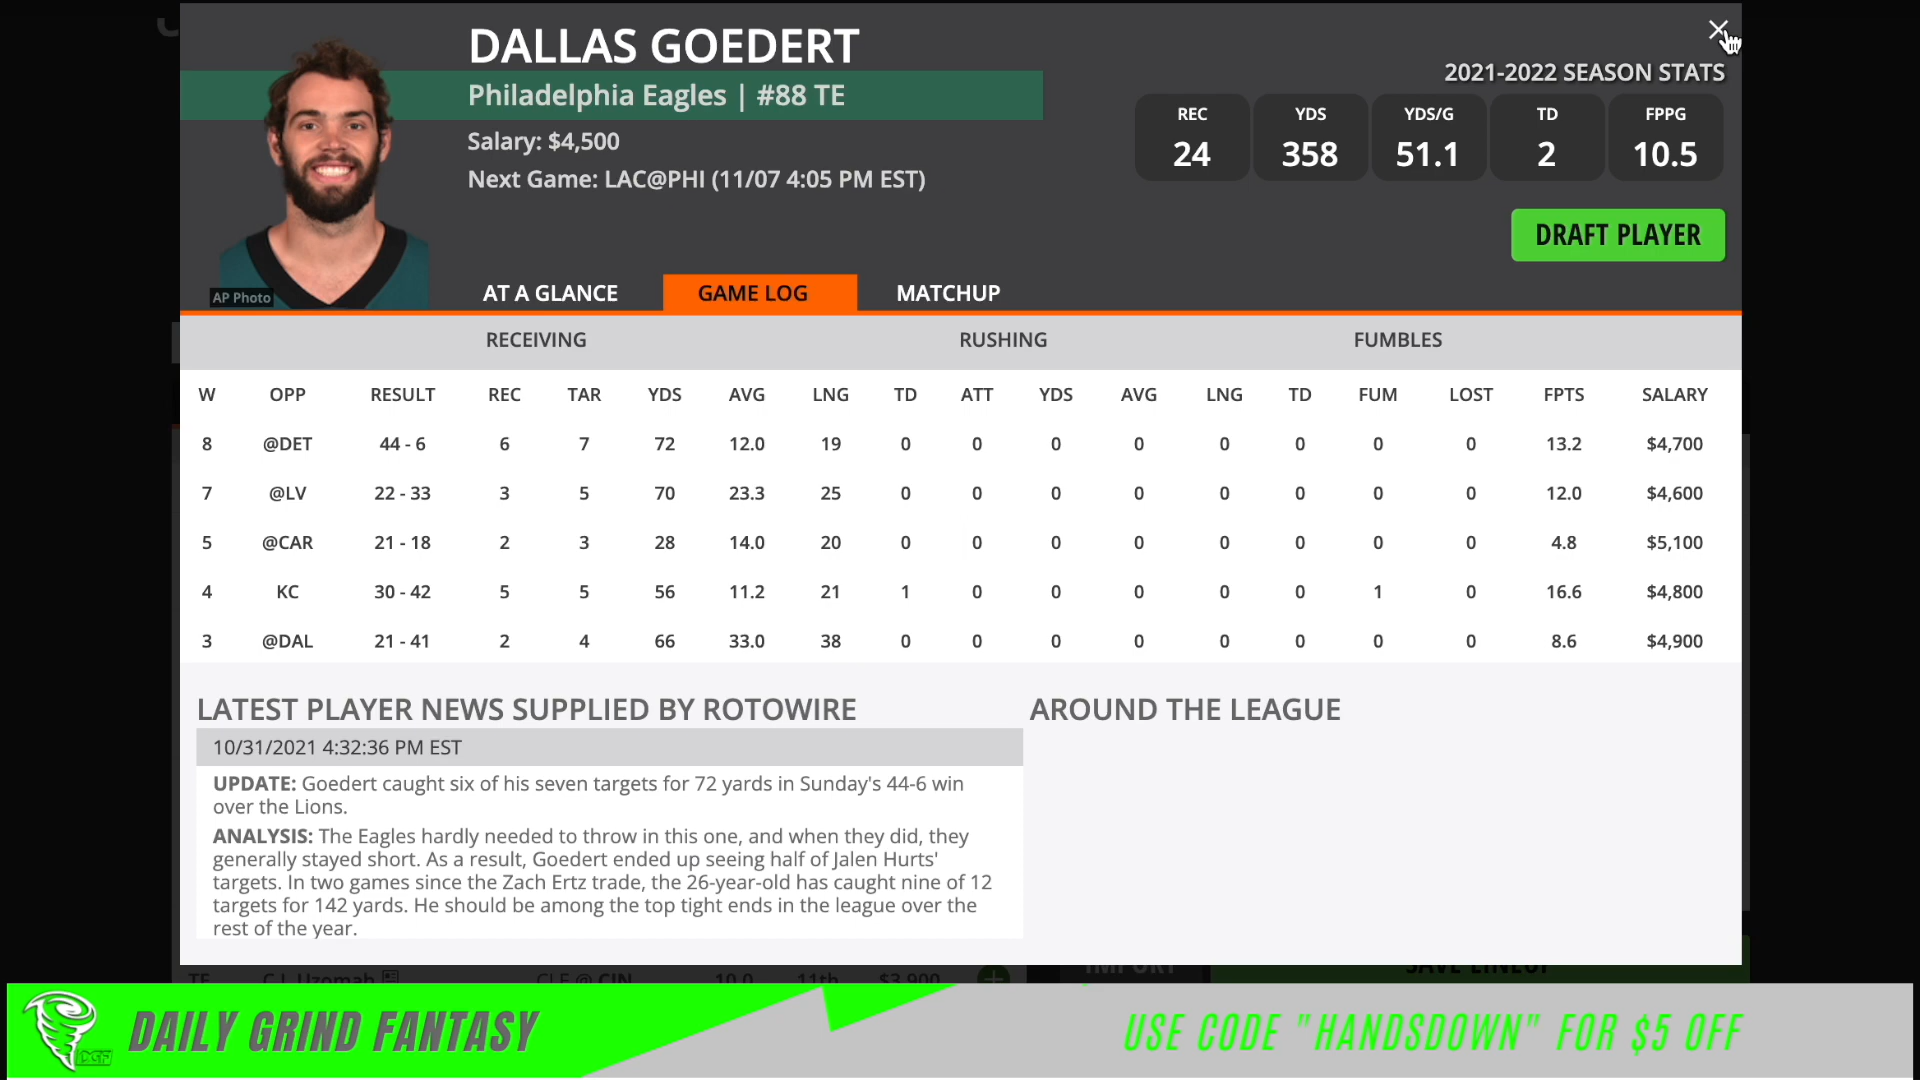 DALLAS GOEDERT
Philadelphia Eagles | #88 TE
Salary: $4,500
Next Game: LAC@PHI (11/07 4:05 PM EST)
AP Photo
2021-2022 SEASON STATS
REC YDS YDS/G TD FPPG
24 358 51.1 2 10.5
DRAFT PLAYER
AT A GLANCE GAME LOG MATCHUP
RECEIVING RUSHING FUMBLES
W OPP RESULT REC TAR YDS AVG LNG TD ATT YDS AVG LNG TD FUM LOST FPTS SALARY
8 @DET 44 - 6 6 7 72 12.0 19 0 0 0 0 0 0 0 0 13.2 $4,700
7 @LV 22 - 33 3 5 70 23.3 25 0 0 0 0 0 0 0 0 12.0 $4,600
5 @CAR 21 - 18 2 3 28 14.0 20 0 0 0 0 0 0 0 0 4.8 $5,100
4 KC 30 - 42 5 5 56 11.2 21 1 0 0 0 0 0 1 0 16.6 $4,800
3 @DAL 21 - 41 2 4 66 33.0 38 0 0 0 0 0 0 0 0 8.6 $4,900
LATEST PLAYER NEWS SUPPLIED BY ROTOWIRE
10/31/2021 4:32:36 PM EST
UPDATE: Goedert caught six of his seven targets for 72 yards in Sunday's 44-6 win
over the Lions.
ANALYSIS: The Eagles hardly needed to throw in this one, and when they did, they
generally stayed short. As a result, Goedert ended up seeing half of Jalen Hurts'
targets. In two games since the Zach Ertz trade, the 26-year-old has caught nine of 12
targets for 142 yards. He should be among the top tight ends in the league over the
rest of the year.
AROUND THE LEAGUE
TE C.J. Uzomah CLE @ CIN 10.0 11th $3,900
IMPORT SAVE LINEUP
DGF
DAILY GRIND FANTASY
USE CODE "HANDSDOWN" FOR $5 OFF